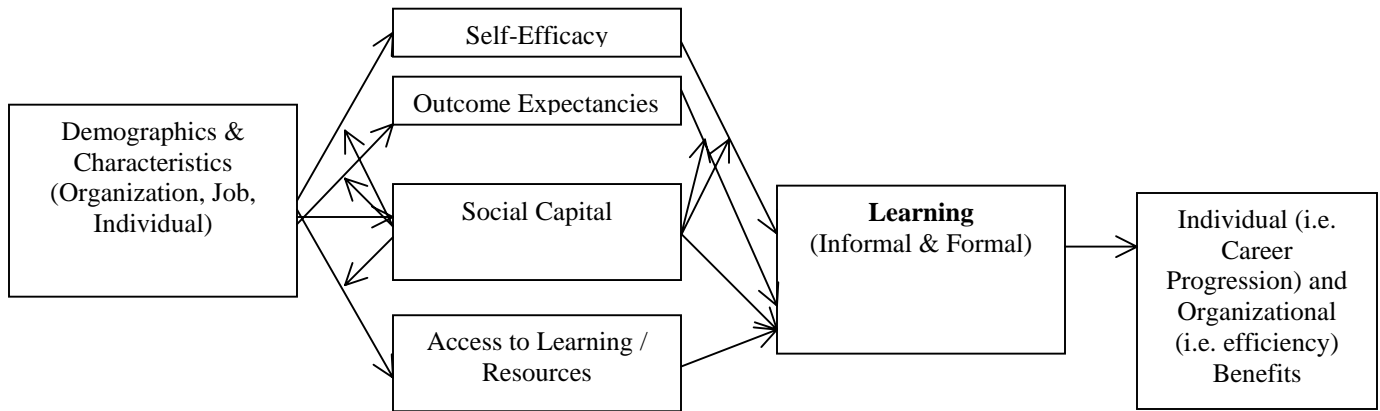 Self-Efficacy
Outcome Expectancies
Demographics &
Characteristics
(Organization, Job,
Individual)
Social Capital
Access to Learning /
Resources
Learning
(Informal & Formal)
Individual (i.e.
Career
Progression) and
Organizational
(i.e. efficiency)
Benefits